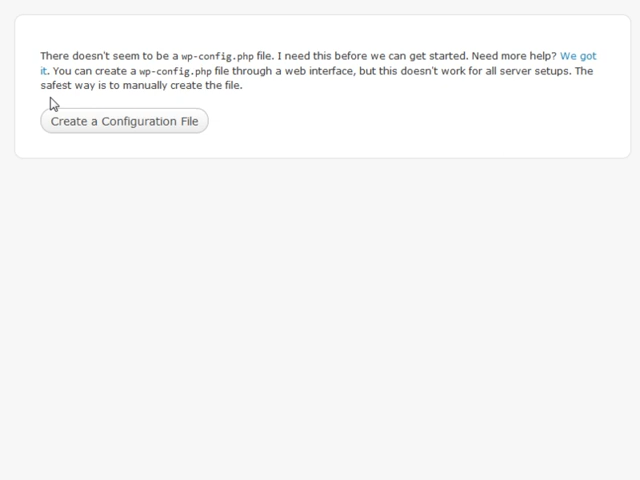 There doesn't seem to be a wp-config.php file. I need this before we can get started. Need more help? We got
it. You can create a wp-config.php file through a web interface, but this doesn't work for all server setups. The
safest way is to manually create the file.
Create a Configuration File